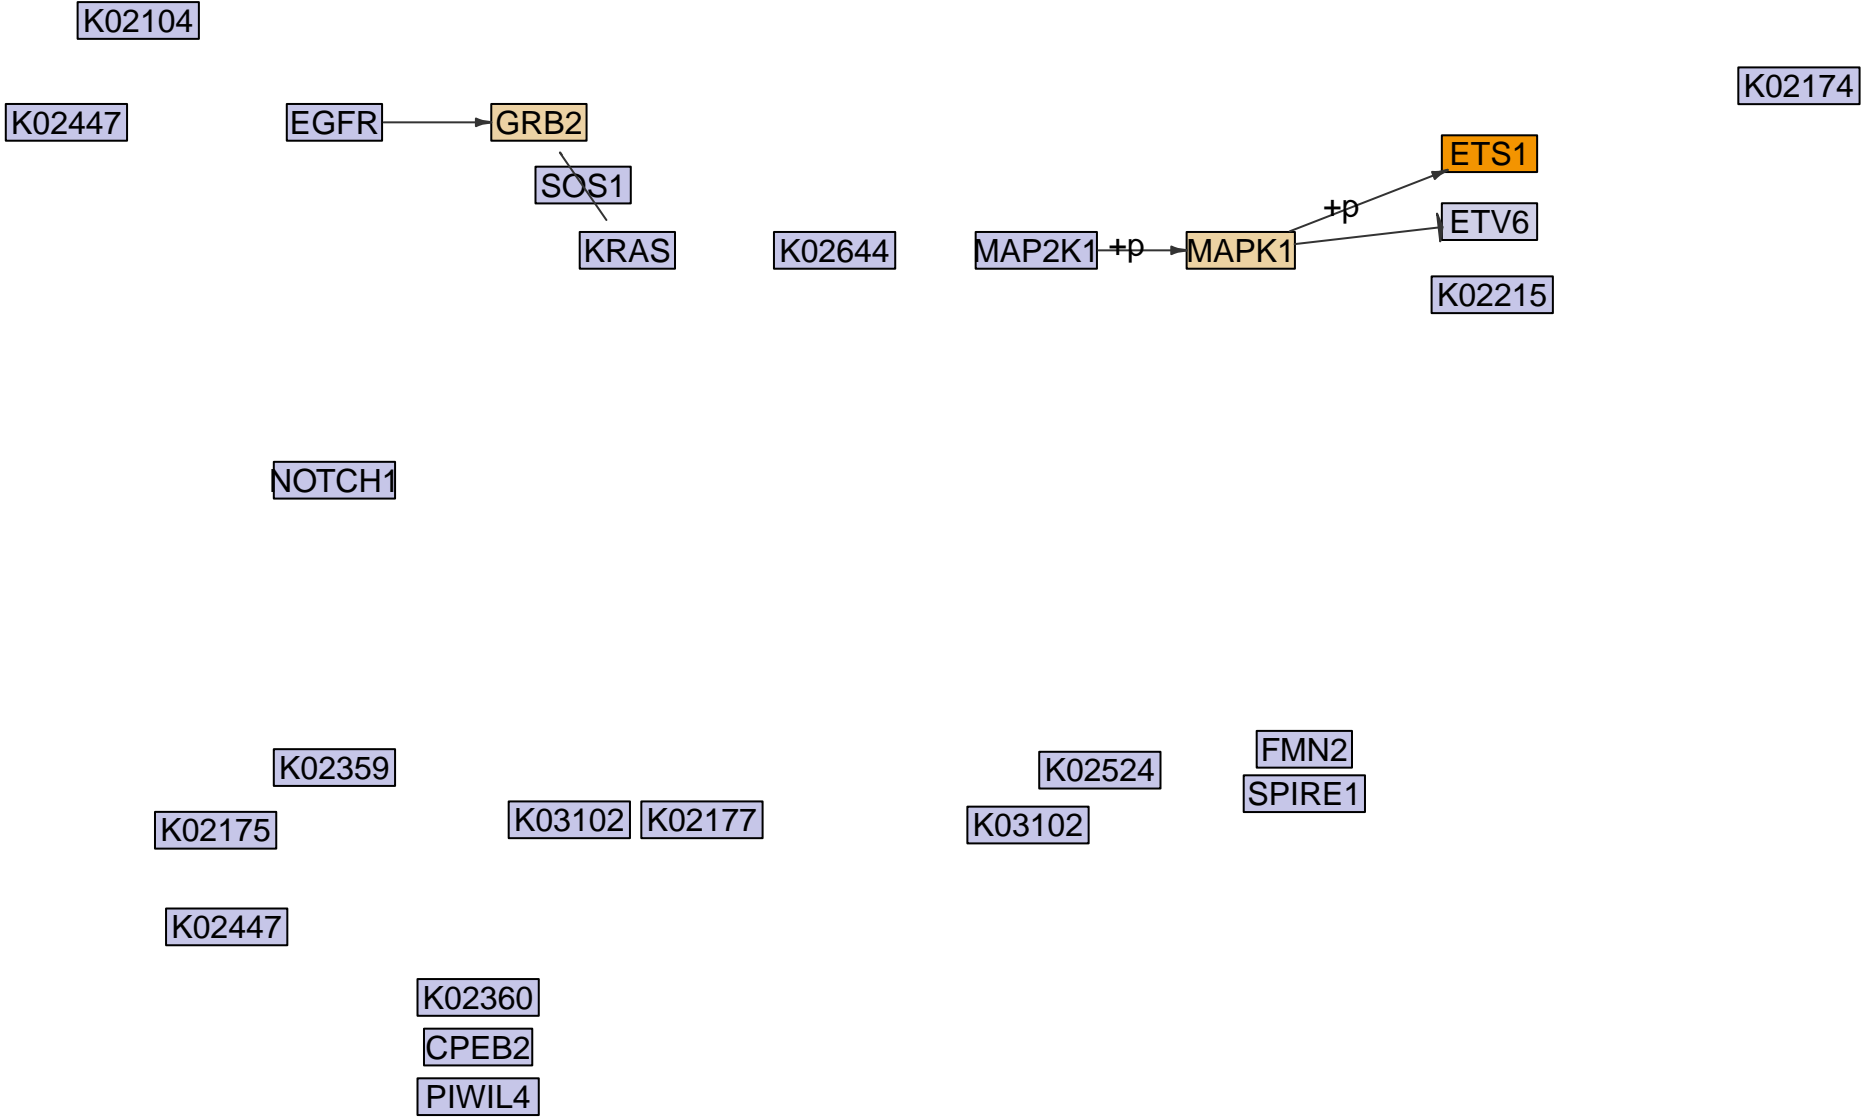 K02104
K02174
K02447
EGFR
GRB2
ETS1
SOS1
+p
ETV6
KRAS
K02644
MAP2K1
+p
MAPK1
K02215
NOTCH1
FMN2
K02359
K02524
SPIRE1
K02175
K03102
K02177
K03102
K02447
K02360
CPEB2
PIWIL4